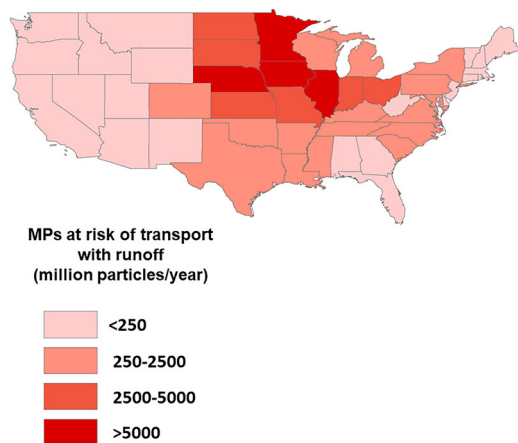 MPs at risk of transport
with runoff
(million particles/year)
<250
250-2500
2500-5000
>5000